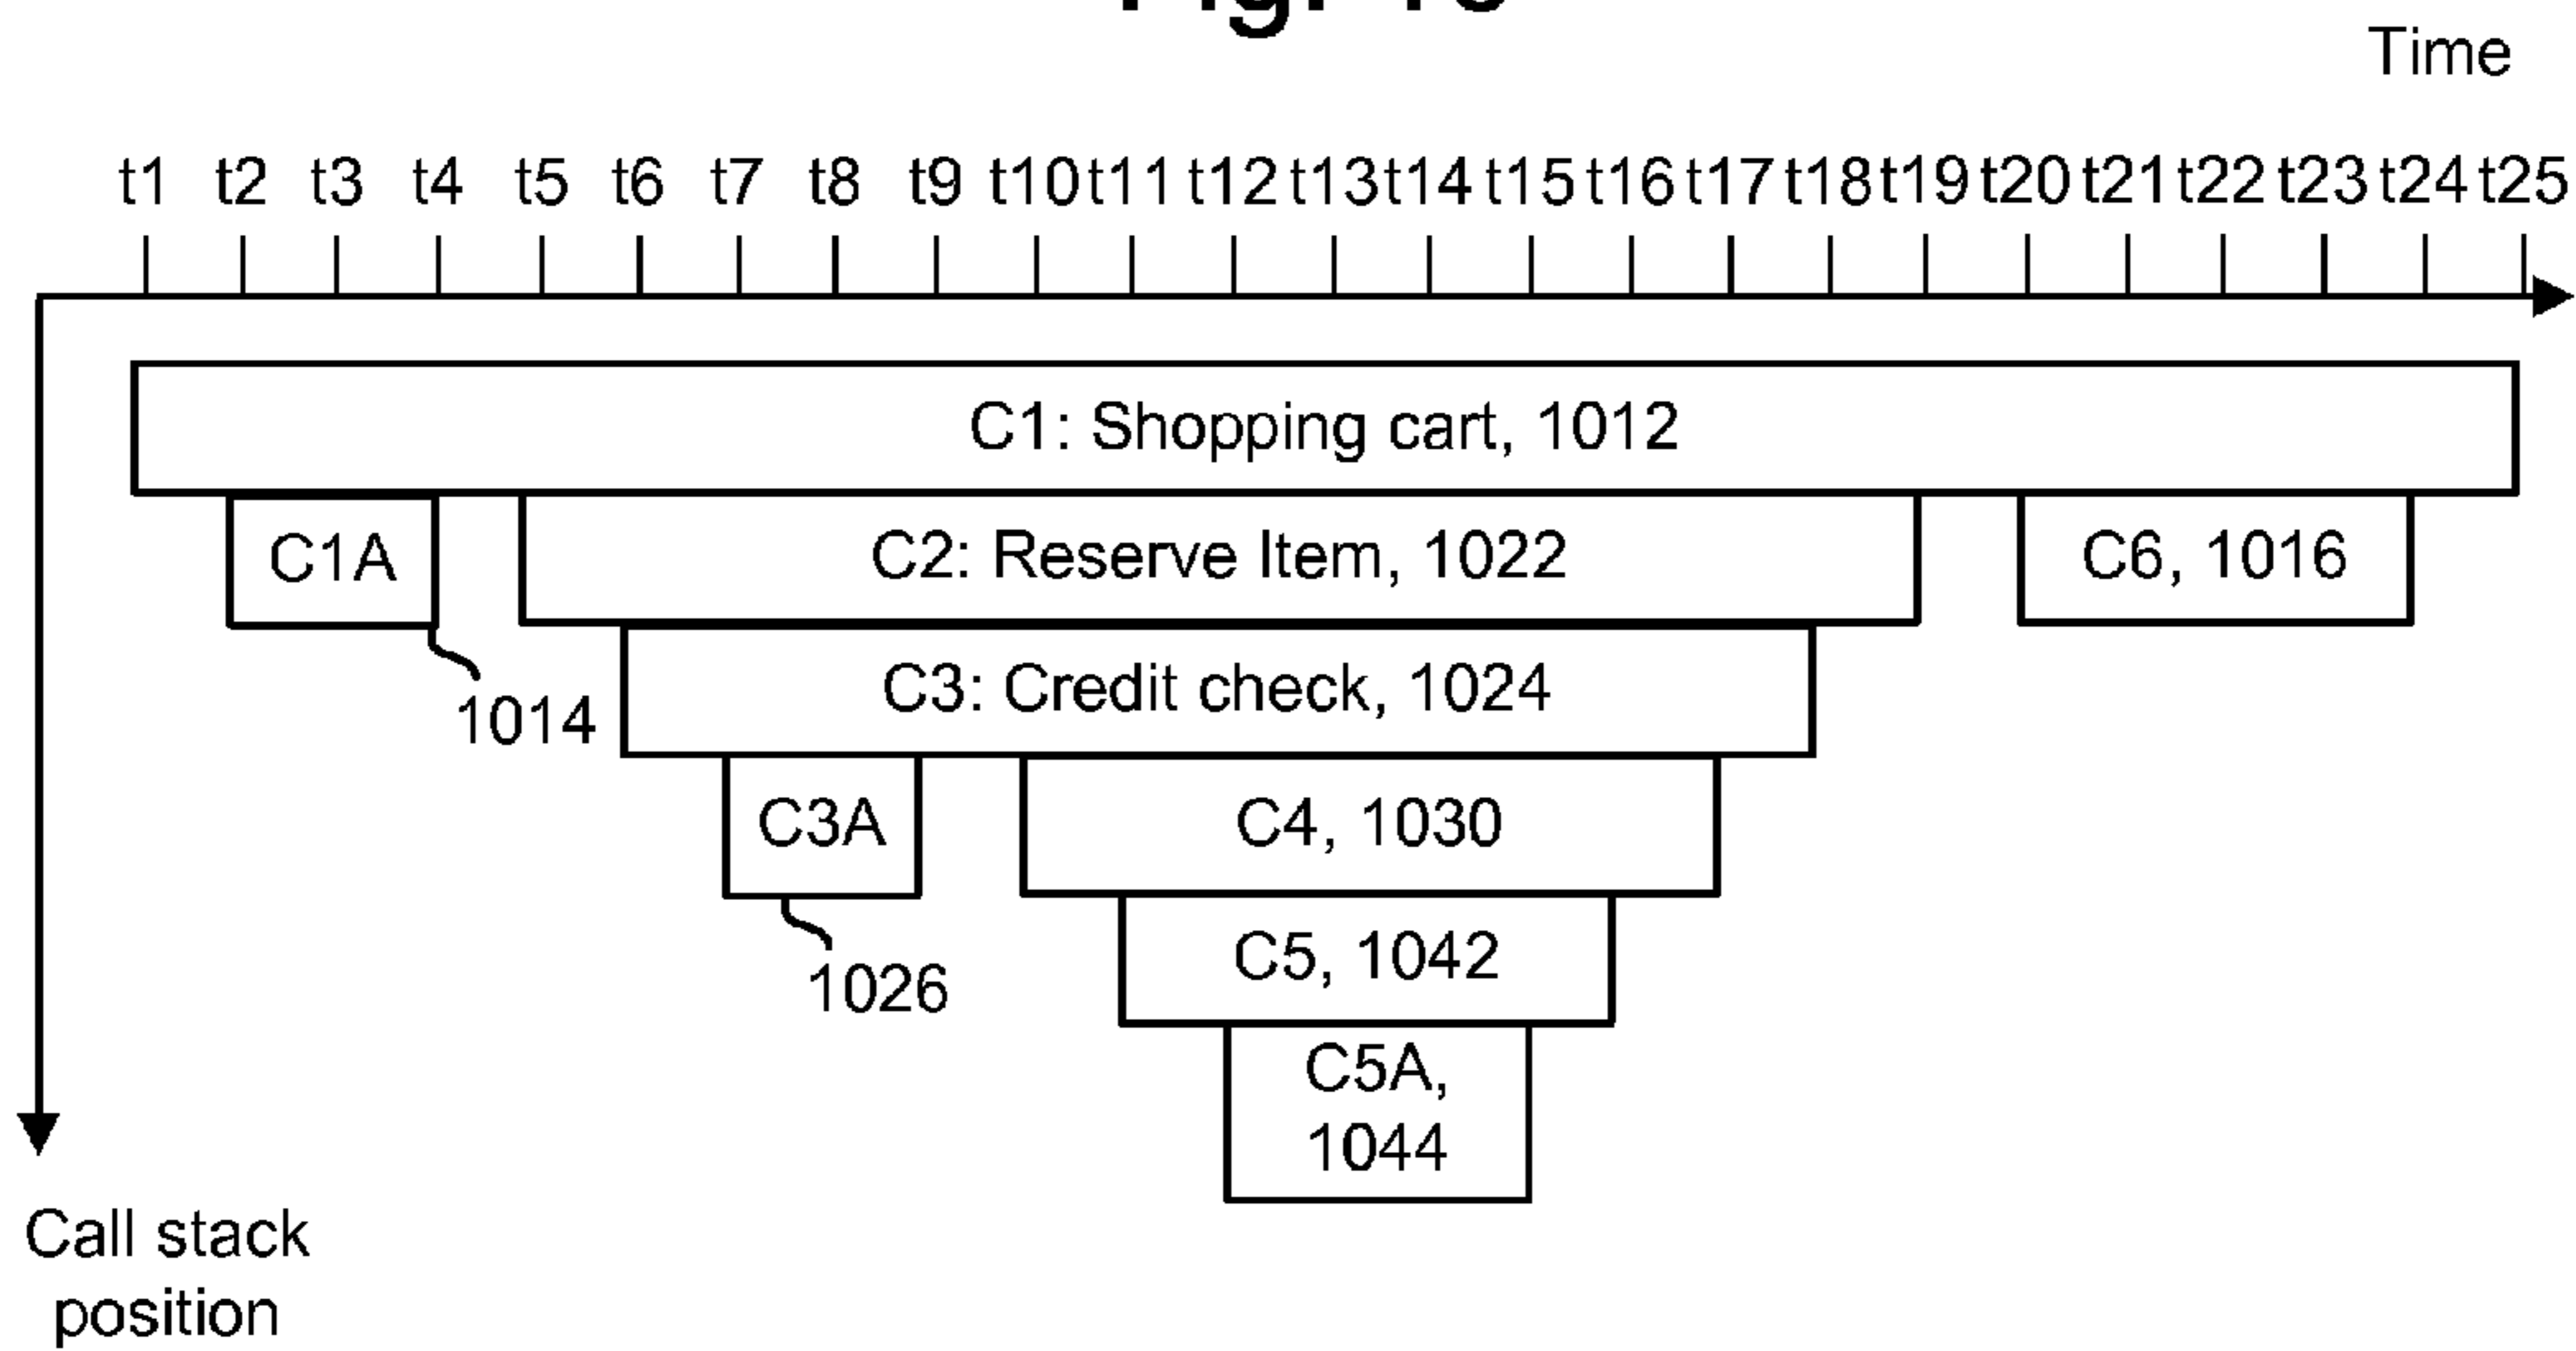 Time
t1 t2 t3 t4 t5 t6 t7 t8 t9 t10 t11 t12 t13 t14 t15 t16 t17 t18 t19 t20 t21 t22 t23 t24 t25
C1: Shopping cart, 1012
C1A
C2: Reserve Item, 1022
C6, 1016
1014
C3: Credit check, 1024
C3A
C4, 1030
1026
C5, 1042
C5A,
1044
Call stack
position